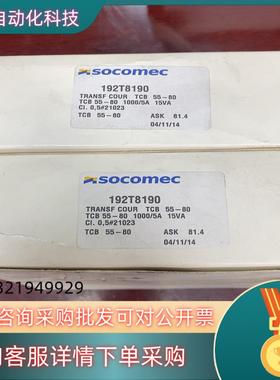 自动化科技
socomec
192T8190
TRANSF COUR TCB 55-80
TCB 55-80 1000/5A 15VA
Cl. 0,5#21023
TCB 55-80 ASK 81.4
04/11/14
socomec
192T8190
TRANSF COUR TCB 55-80
TCB 55-80 1000/5A 15VA
Cl. 0,5#21023
TCB 55-80 ASK 81.4
04/11/14
321949929
咨询采购批发可对公开票
客服详情下单采购